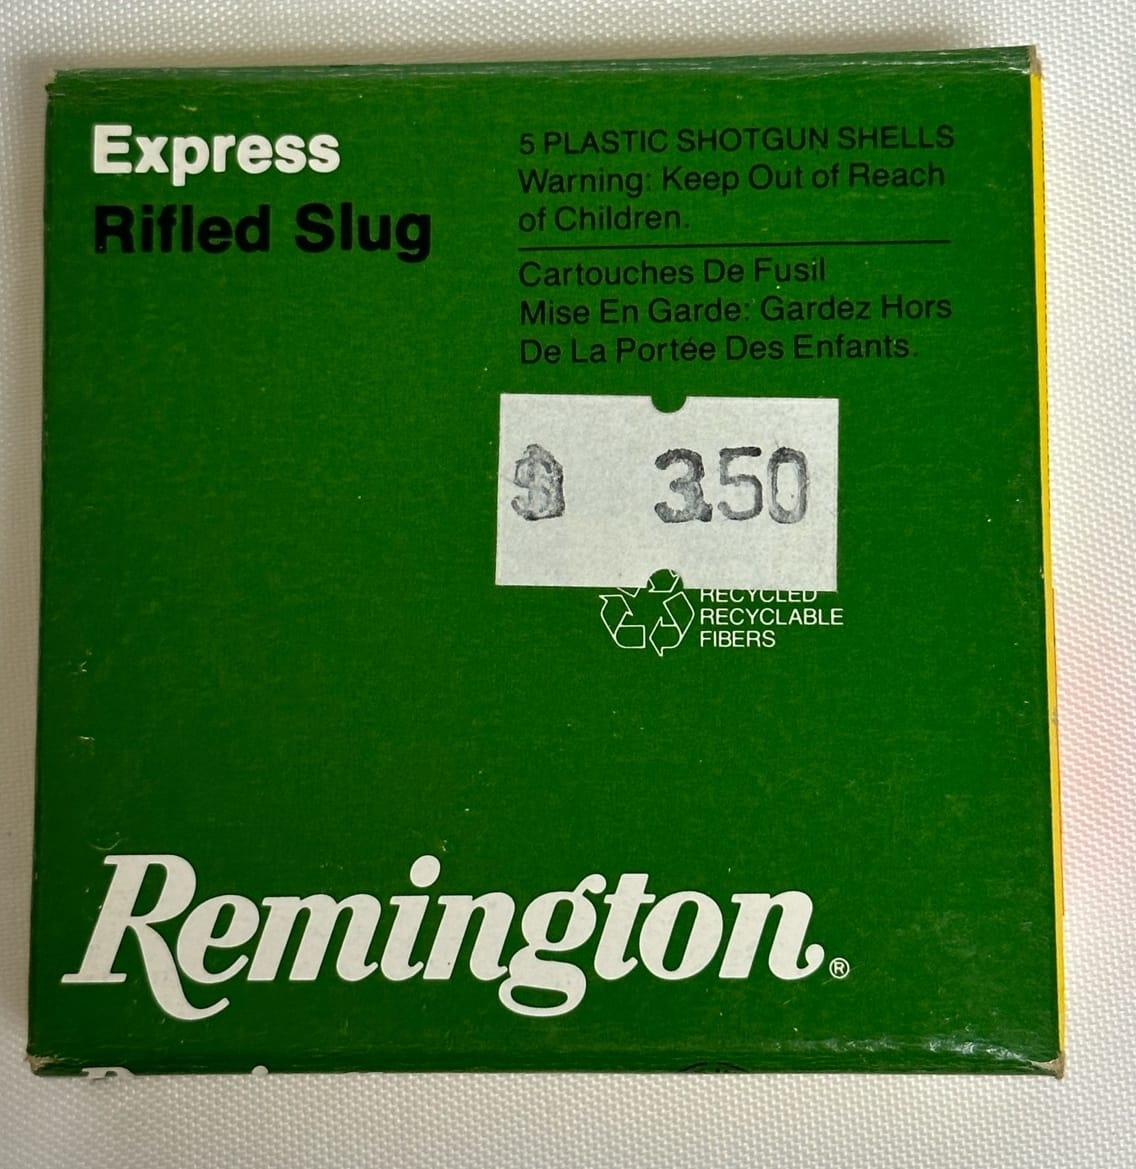 Express
Rifled Slug
5 PLASTIC SHOTGUN SHELLS
Warning: Keep Out of Reach
of Children.
Cartouches De Fusil
Mise En Garde: Gardez Hors
De La Portée Des Enfants.
$ 3.50
RECYCLED
RECYCLABLE
FIBERS
Remington®